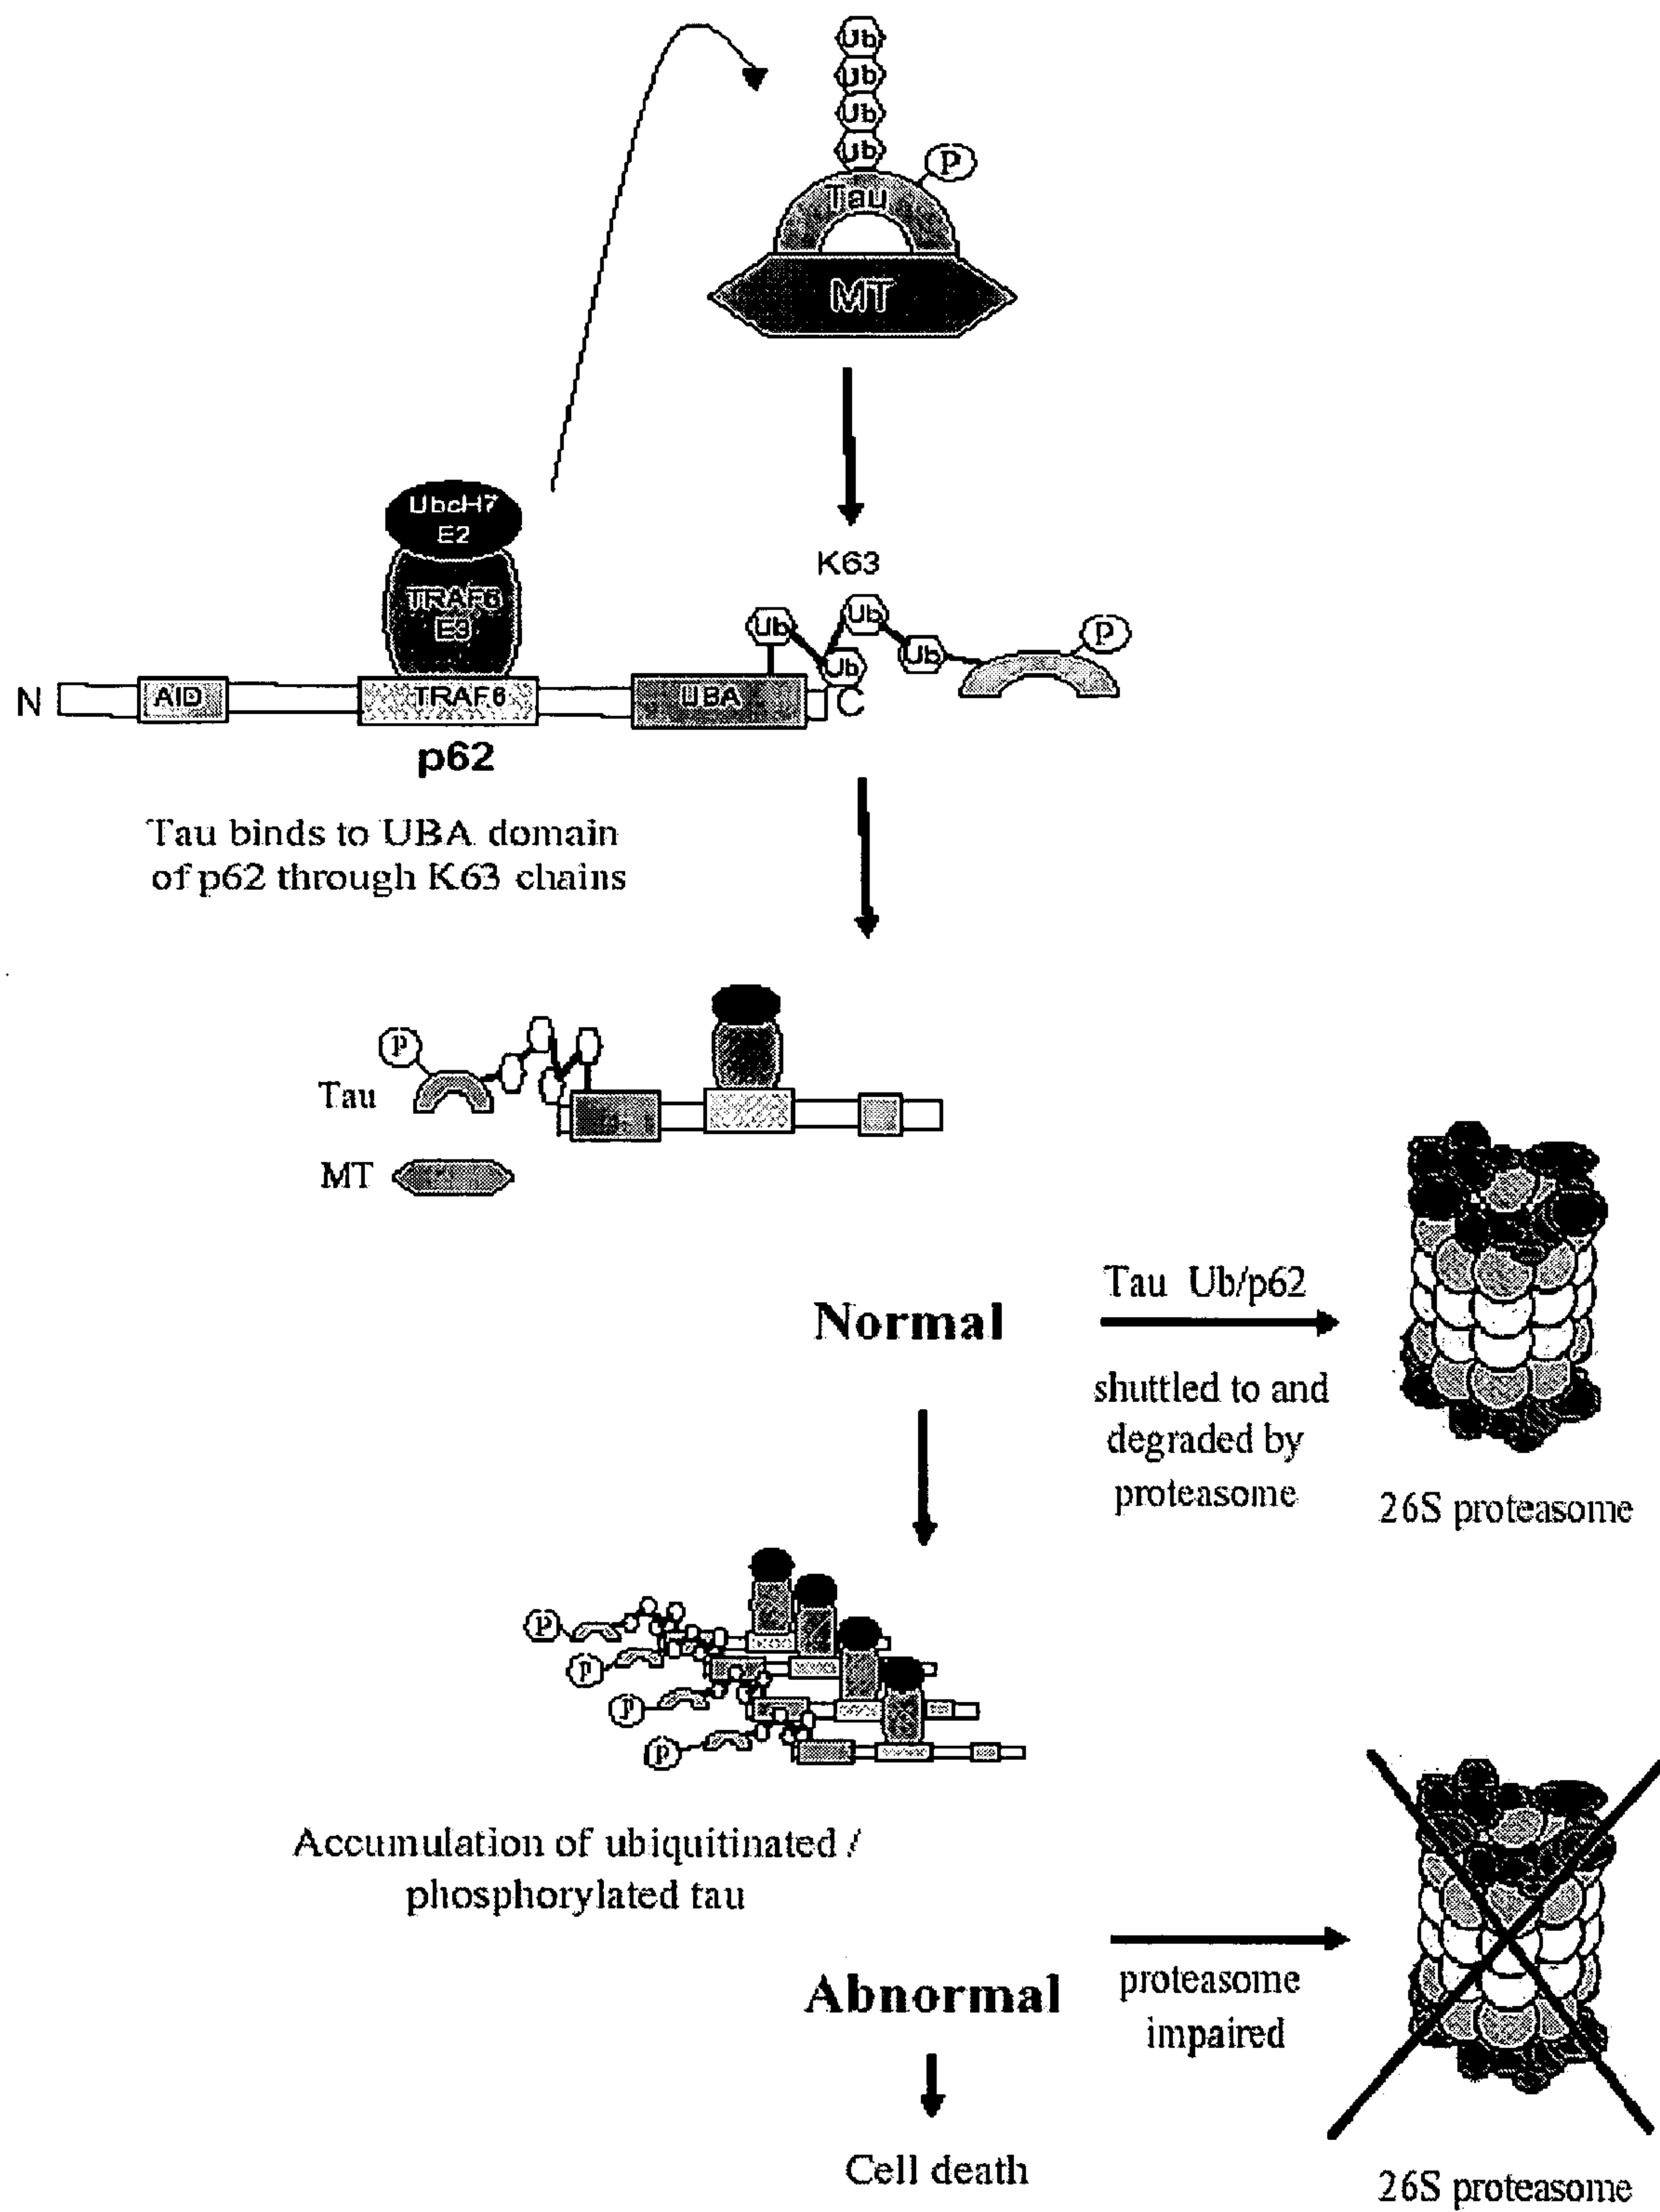 Ub
Ub
Ub
Ub
P
Tau
MT
UbcH7
E2
K63
TRAF6
E3
Ub
Ub
Ub
Ub
P
N
AID
TRAF6
UBA
C
p62
Tau binds to UBA domain
of p62 through K63 chains
P
Tau
MT
Tau Ub/p62
Normal
shuttled to and
degraded by
proteasome
26S proteasome
P
P
P
P
Accumulation of ubiquitinated /
phosphorylated tau
Abnormal
proteasome
impaired
Cell death
26S proteasome